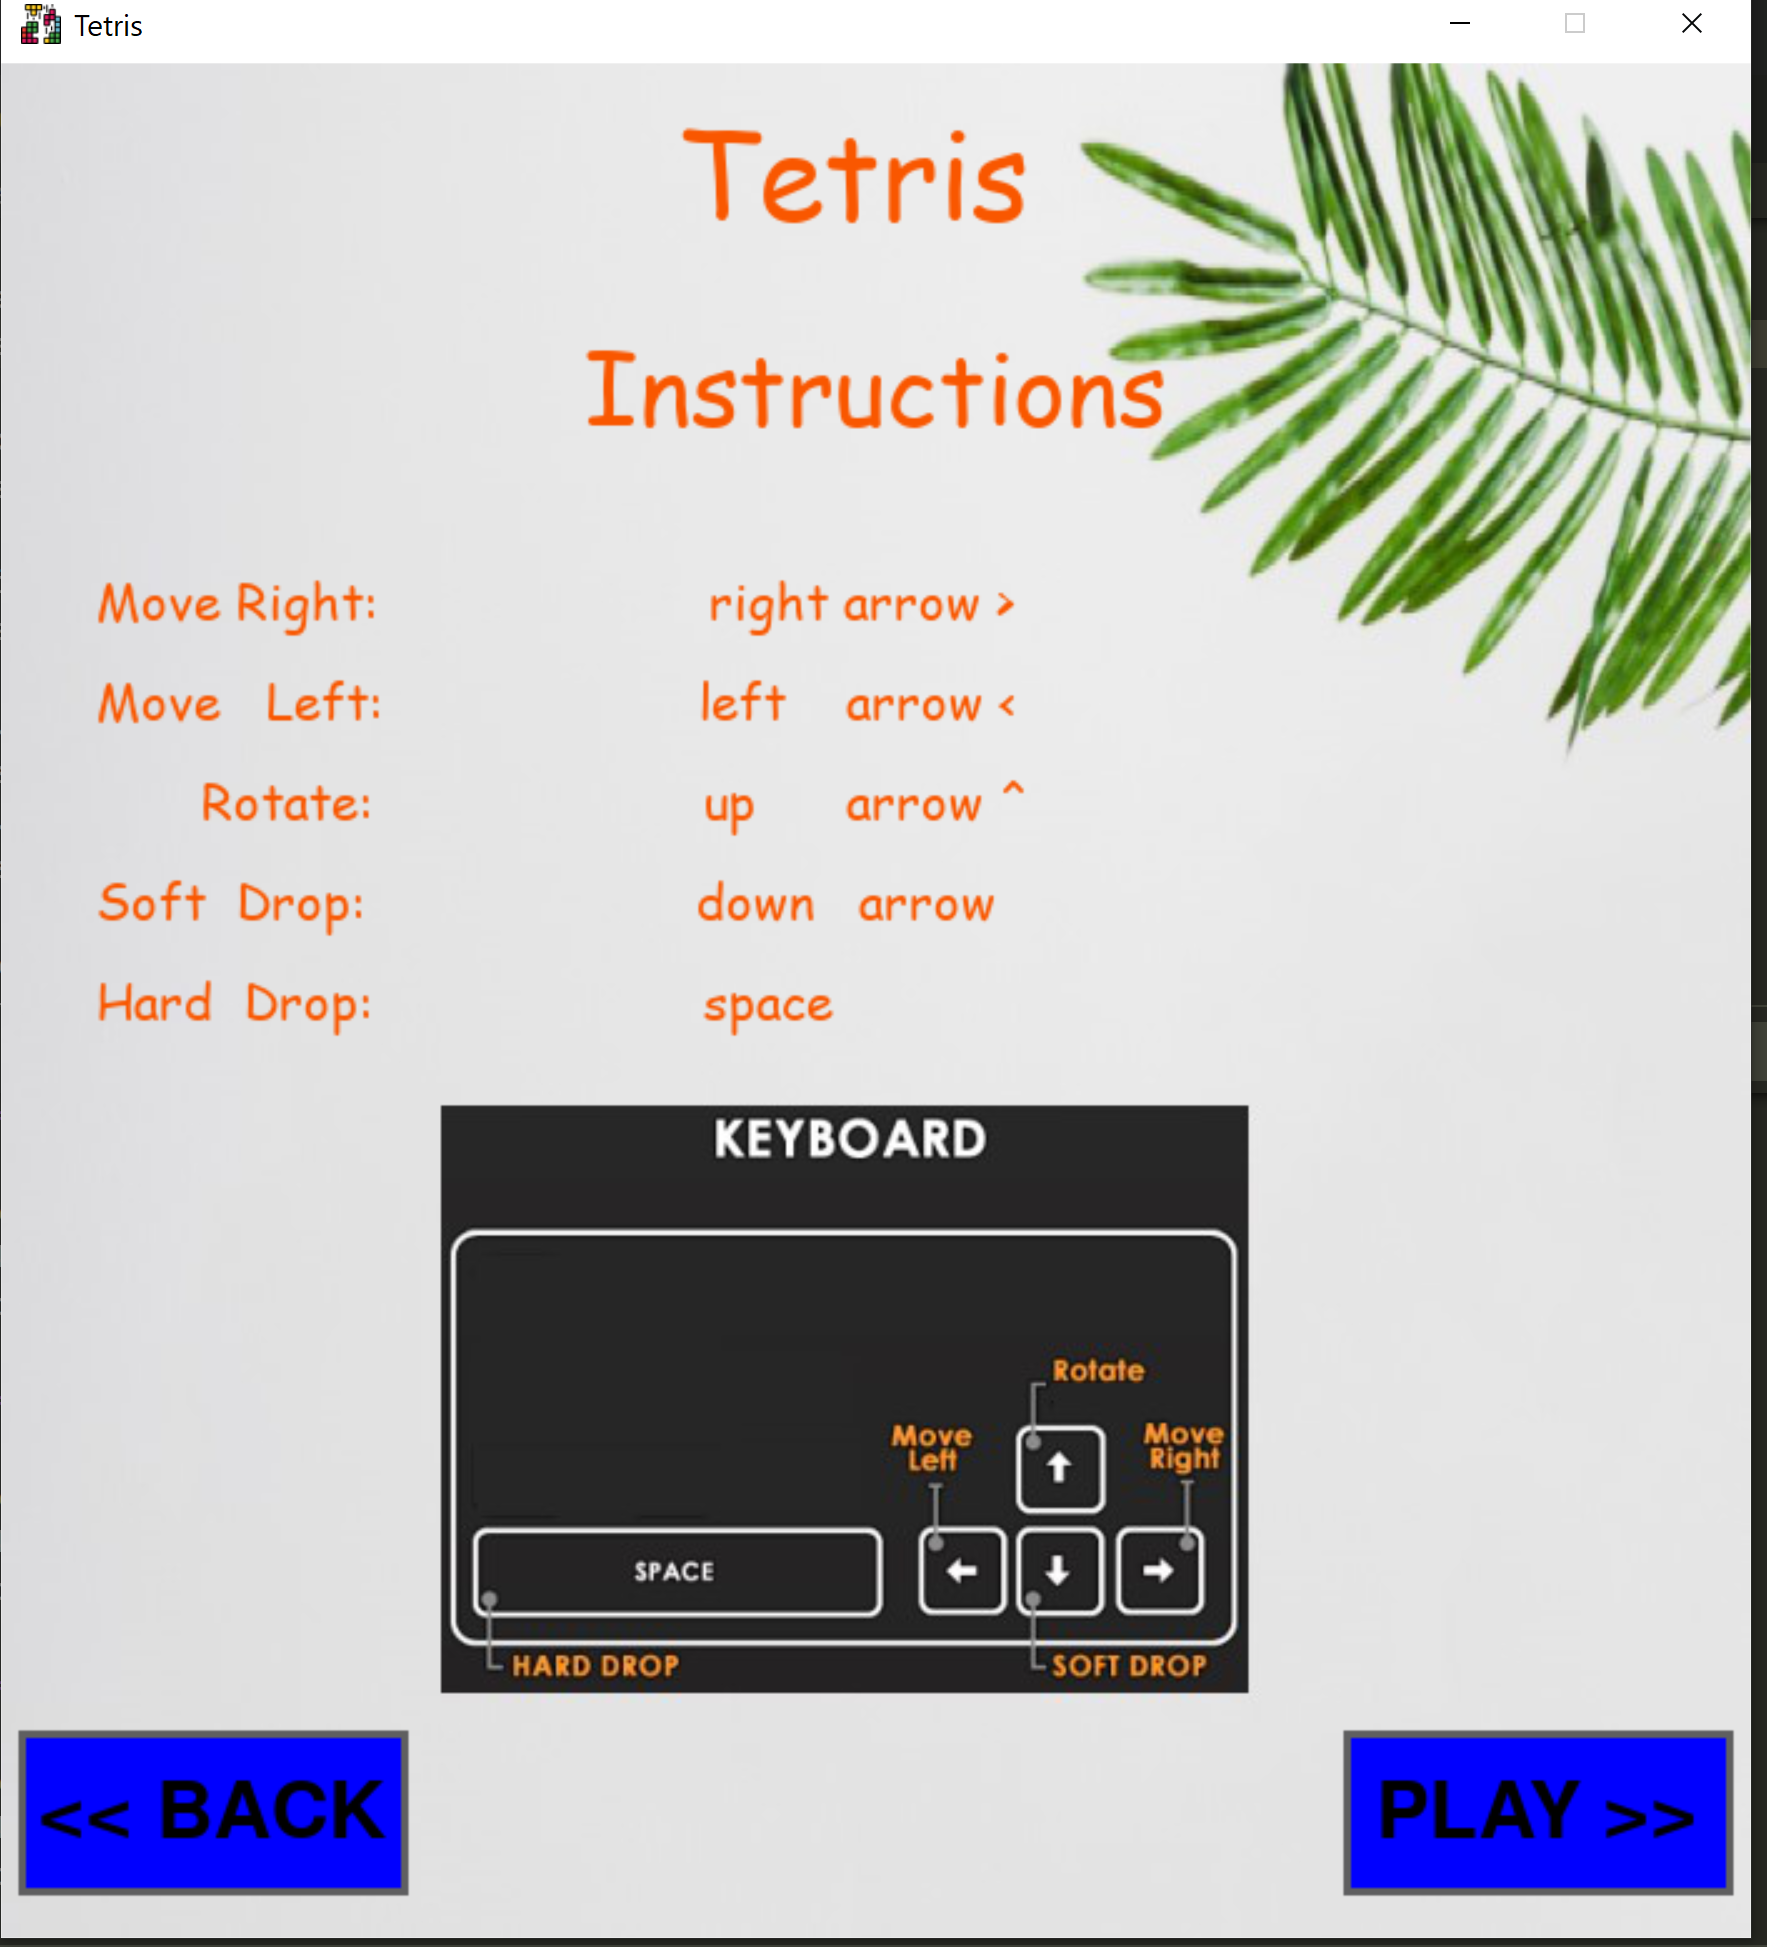 Tetris
Tetris
Instructions
Move Right: right arrow >
Move Left: left arrow <
Rotate: up arrow ^
Soft Drop: down arrow
Hard Drop: space
KEYBOARD
Rotate
Move
Left
Move
Right
SPACE
HARD DROP
SOFT DROP
<< BACK
PLAY >>